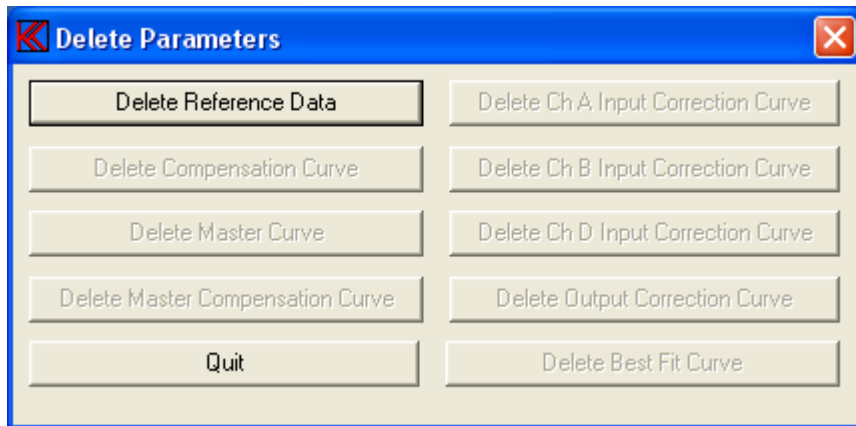 Delete Parameters
Delete Reference Data
Delete Ch A Input Correction Curve
Delete Compensation Curve
Delete Ch B Input Correction Curve
Delete Master Curve
Delete Ch D Input Correction Curve
Delete Master Compensation Curve
Delete Output Correction Curve
Quit
Delete Best Fit Curve